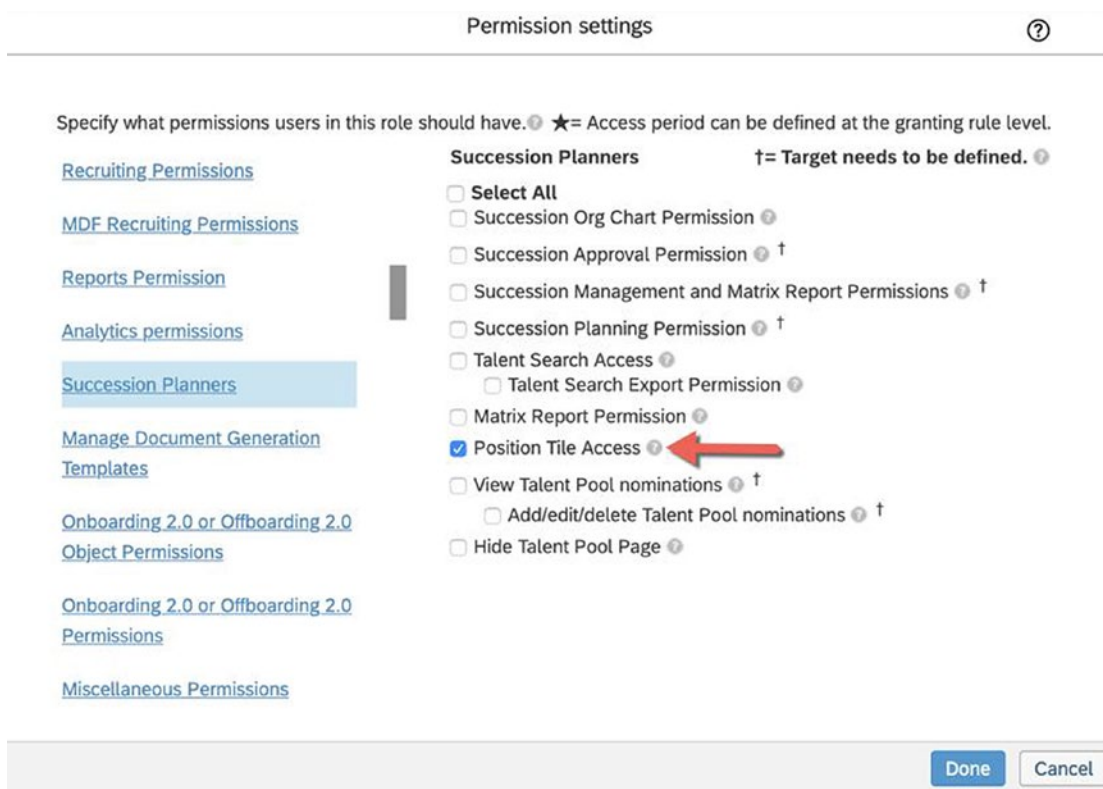 Permission settings
Specify what permissions users in this role should have. ★= Access period can be defined at the granting rule level.
Recruiting Permissions
MDF Recruiting Permissions
Reports Permission
Analytics permissions
Succession Planners
Manage Document Generation
Templates
Onboarding 2.0 or Offboarding 2.0
Object Permissions
Onboarding 2.0 or Offboarding 2.0
Permissions
Miscellaneous Permissions
Succession Planners
†= Target needs to be defined.
Select All
Succession Org Chart Permission
Succession Approval Permission †
Succession Management and Matrix Report Permissions †
Succession Planning Permission †
Talent Search Access
Talent Search Export Permission
Matrix Report Permission
Position Tile Access
View Talent Pool nominations †
Add/edit/delete Talent Pool nominations †
Hide Talent Pool Page
Done
Cancel